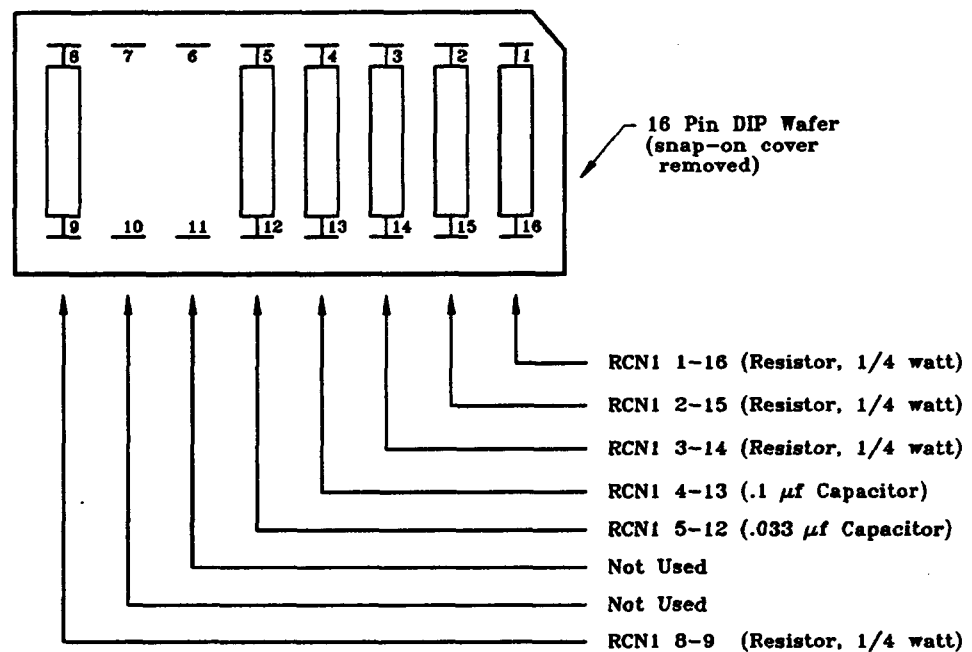 8 7 6 5 4 3 2 1
16 Pin DIP Wafer
(snap-on cover
removed)
9 10 11 12 13 14 15 16
RCN1 1-16 (Resistor, 1/4 watt)
RCN1 2-15 (Resistor, 1/4 watt)
RCN1 3-14 (Resistor, 1/4 watt)
RCN1 4-13 (.1 μf Capacitor)
RCN1 5-12 (.033 μf Capacitor)
Not Used
Not Used
RCN1 8-9 (Resistor, 1/4 watt)